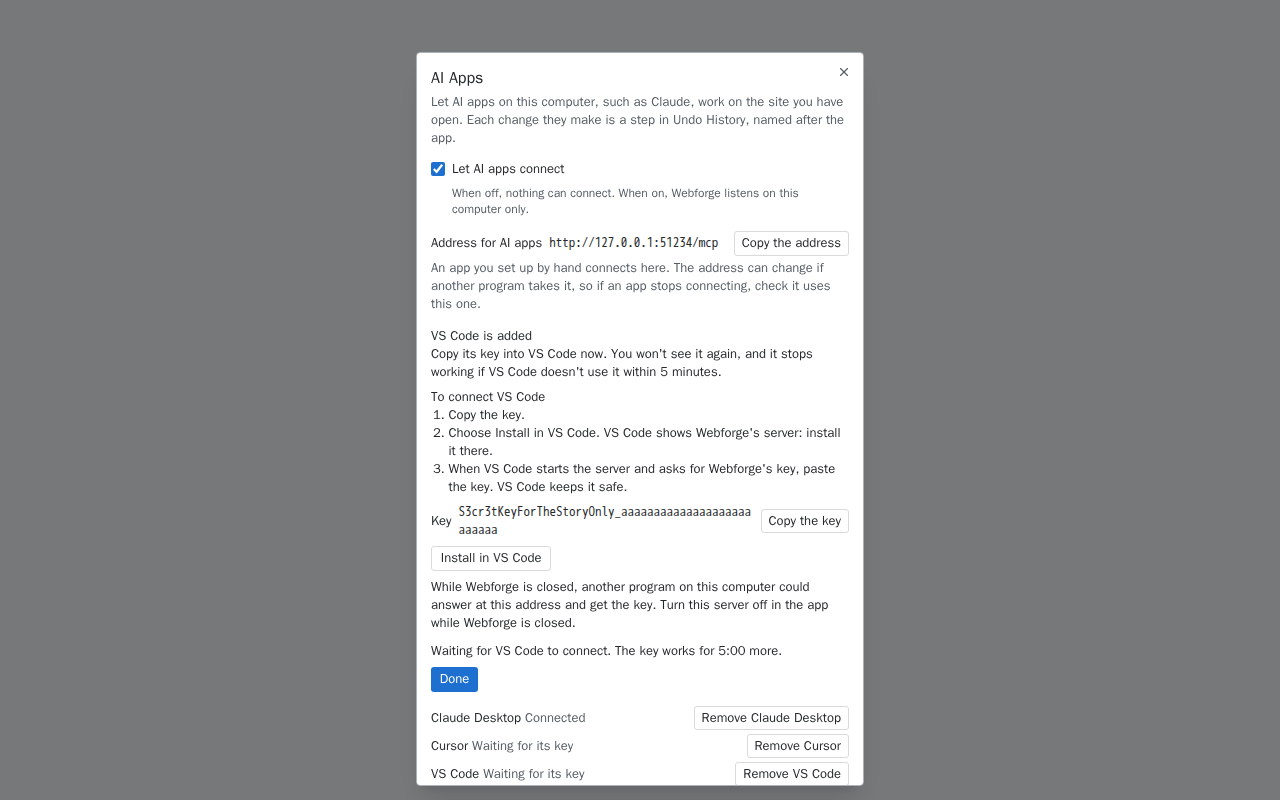 AI Apps
Let AI apps on this computer, such as Claude, work on the site you have
open. Each change they make is a step in Undo History, named after the
app.
Let AI apps connect
When off, nothing can connect. When on, Webforge listens on this
computer only.
Address for AI apps http://127.0.0.1:51234/mcp Copy the address
An app you set up by hand connects here. The address can change if
another program takes it, so if an app stops connecting, check it uses
this one.
VS Code is added
Copy its key into VS Code now. You won't see it again, and it stops
working if VS Code doesn't use it within 5 minutes.
To connect VS Code
1. Copy the key.
2. Choose Install in VS Code. VS Code shows Webforge's server: install
it there.
3. When VS Code starts the server and asks for Webforge's key, paste
the key. VS Code keeps it safe.
Key S3cr3tKeyForTheStoryOnly_aaaaaaaaaaaaaaaaaaaa Copy the key
aaaaaa
Install in VS Code
While Webforge is closed, another program on this computer could
answer at this address and get the key. Turn this server off in the app
while Webforge is closed.
Waiting for VS Code to connect. The key works for 5:00 more.
Done
Claude Desktop Connected Remove Claude Desktop
Cursor Waiting for its key Remove Cursor
VS Code Waiting for its key Remove VS Code